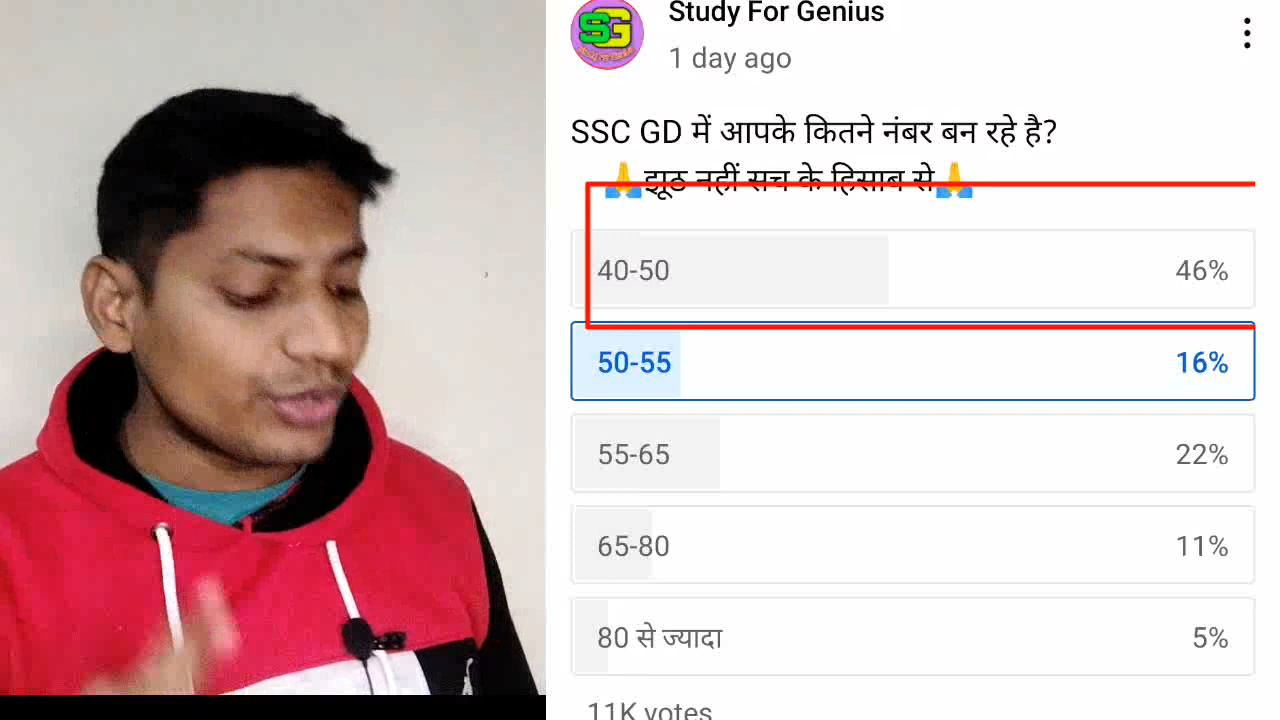 Study For Genius
SG
1 day ago
SSC GD में आपके कितने नंबर बन रहे है?
🙏झूठ नहीं सच के हिसाब से🙏
40-50 46%
50-55 16%
55-65 22%
65-80 11%
80 से ज्यादा 5%
11K votes